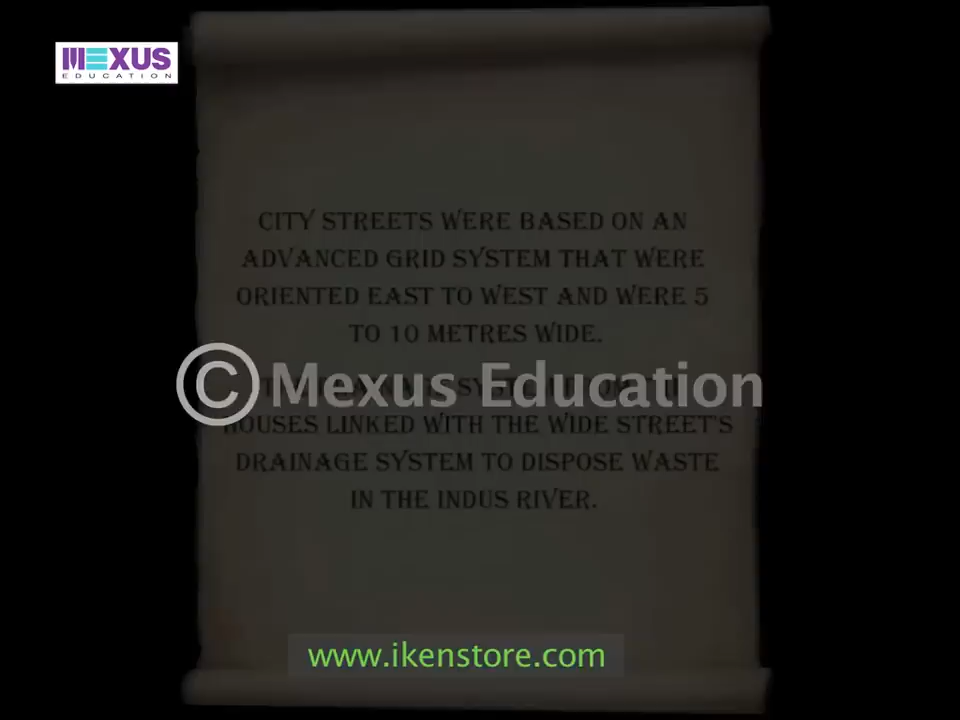 MEXUS
EDUCATION
CITY STREETS WERE BASED ON AN
ADVANCED GRID SYSTEM THAT WERE
ORIENTED EAST TO WEST AND WERE 5
TO 10 METRES WIDE.
© Mexus Education
HOUSES LINKED WITH THE WIDE STREET'S
DRAINAGE SYSTEM TO DISPOSE WASTE
IN THE INDUS RIVER.
www.ikenstore.com